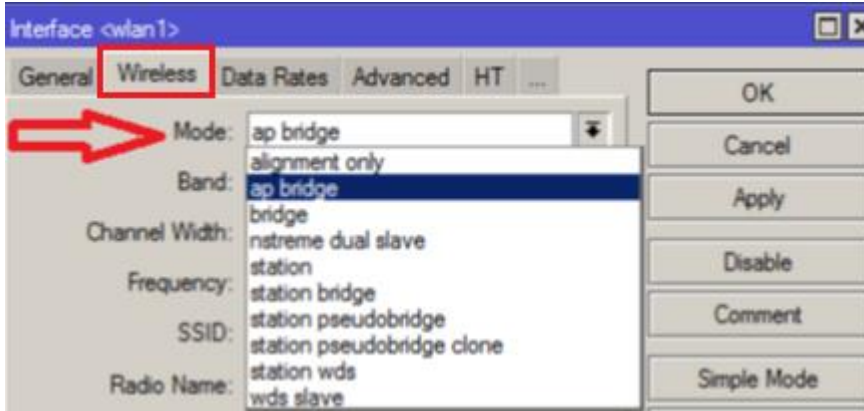 Interface <wlan1>
General Wireless Data Rates Advanced HT ...
Mode: ap bridge
alignment only
ap bridge
bridge
nstreme dual slave
station
station bridge
station pseudobridge
station pseudobridge clone
station wds
wds slave
Band:
Channel Width:
Frequency:
SSID:
Radio Name:
OK
Cancel
Apply
Disable
Comment
Simple Mode